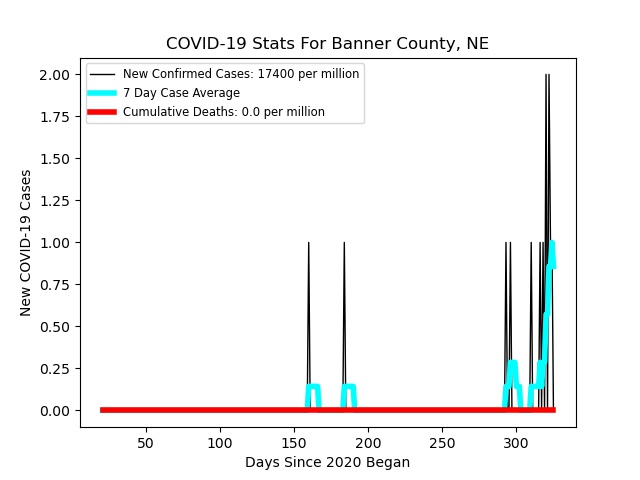 COVID-19 Stats For Banner County, NE
New Confirmed Cases: 17400 per million
7 Day Case Average
Cumulative Deaths: 0.0 per million
New COVID-19 Cases
2.00
1.75
1.50
1.25
1.00
0.75
0.50
0.25
0.00
50 100 150 200 250 300
Days Since 2020 Began